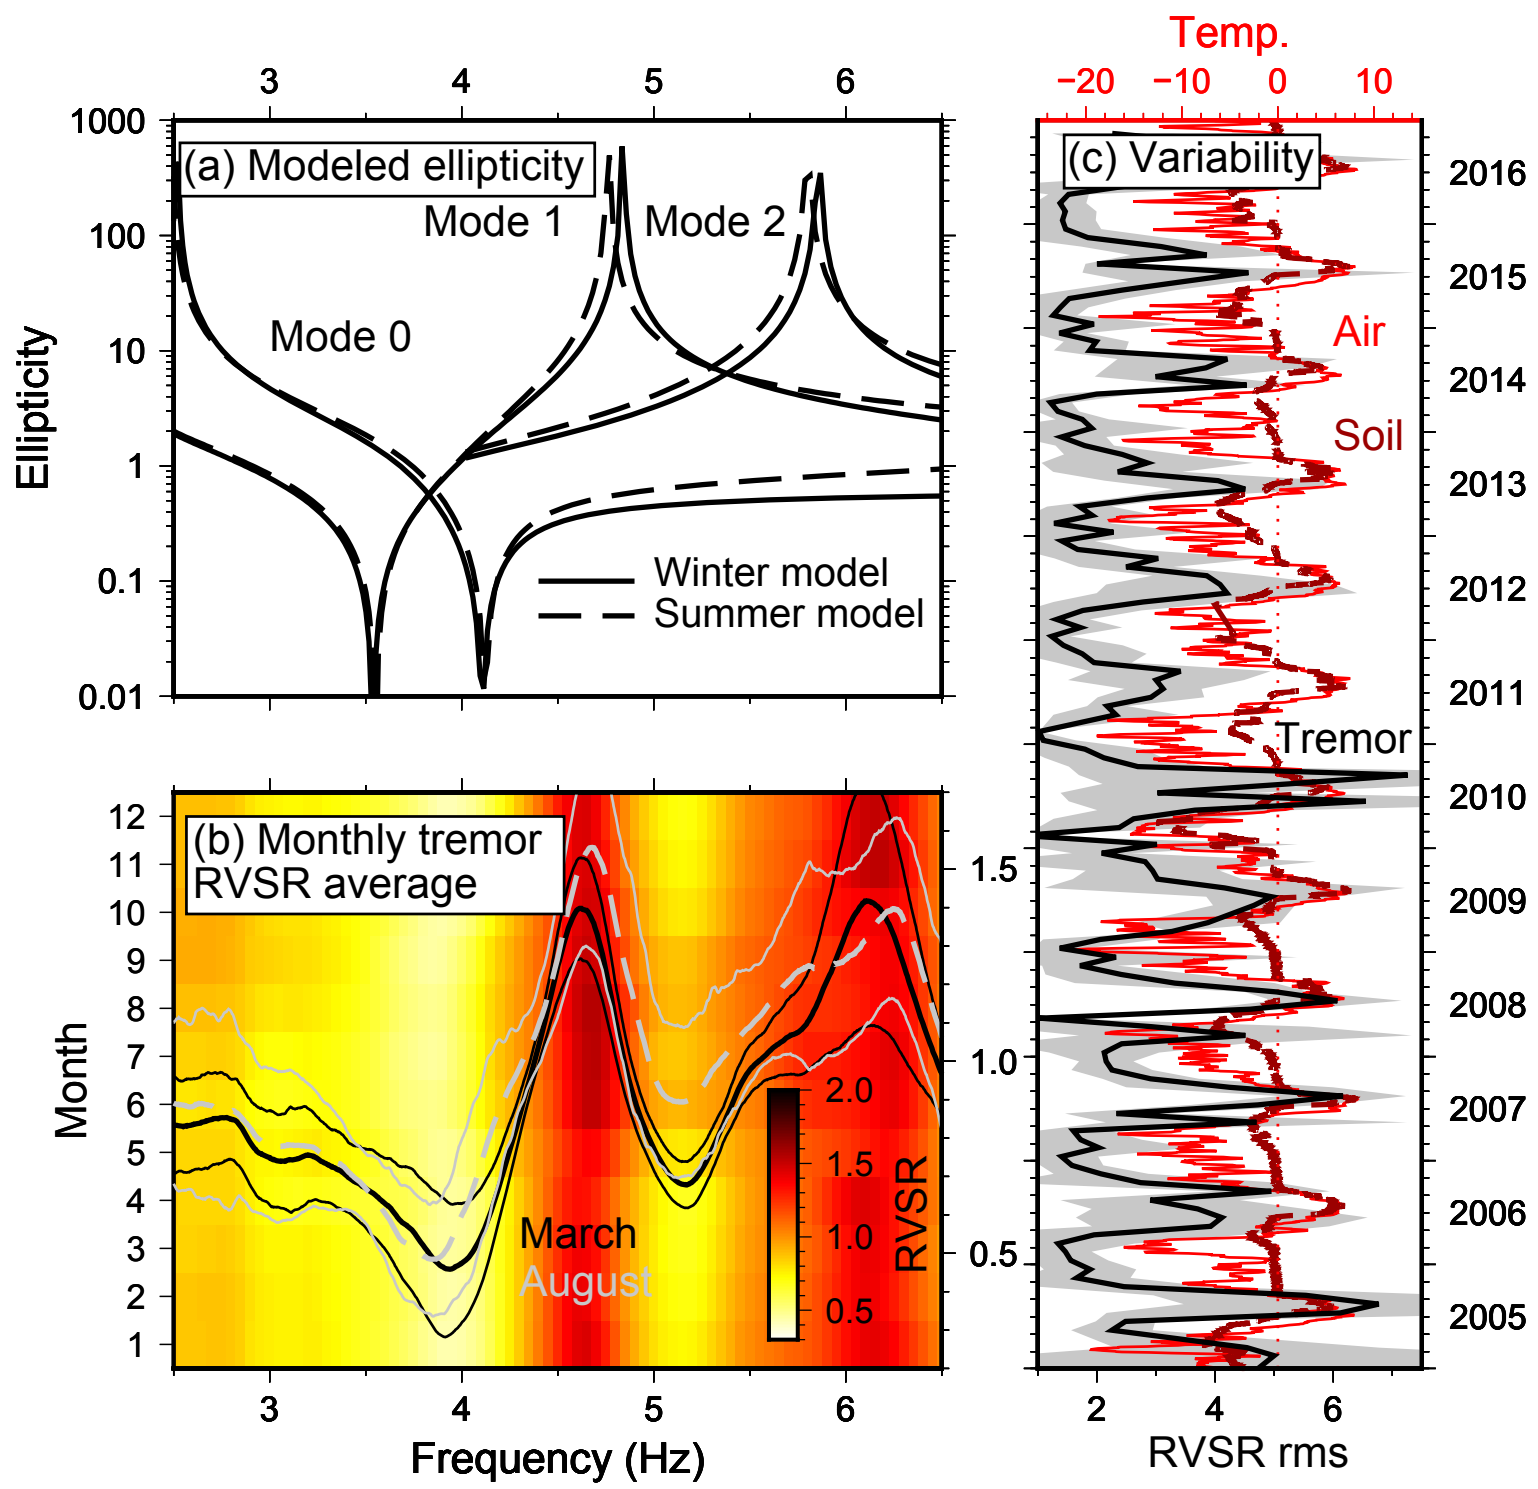 3 4 5 6
1000
100
10
1
0.1
0.01
Ellipticity
(a) Modeled ellipticity
Mode 1
Mode 2
Mode 0
Winter model
Summer model
12
11
10
9
8
7
6
5
4
3
2
1
Month
(b) Monthly tremor
RVSR average
March
August
2.0
1.5
1.0
0.5
RVSR
1.5
1.0
0.5
3 4 5 6
Frequency (Hz)
Temp.
−20 −10 0 10
(c) Variability
Air
Soil
Tremor
2016
2015
2014
2013
2012
2011
2010
2009
2008
2007
2006
2005
2 4 6
RVSR rms